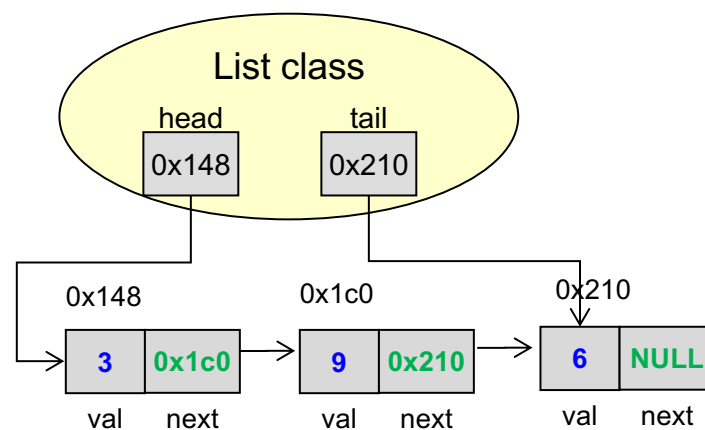 List class
head tail
0x148 0x210
0x148 0x1c0 0x210
3 0x1c0 9 0x210 6 NULL
val next val next val next